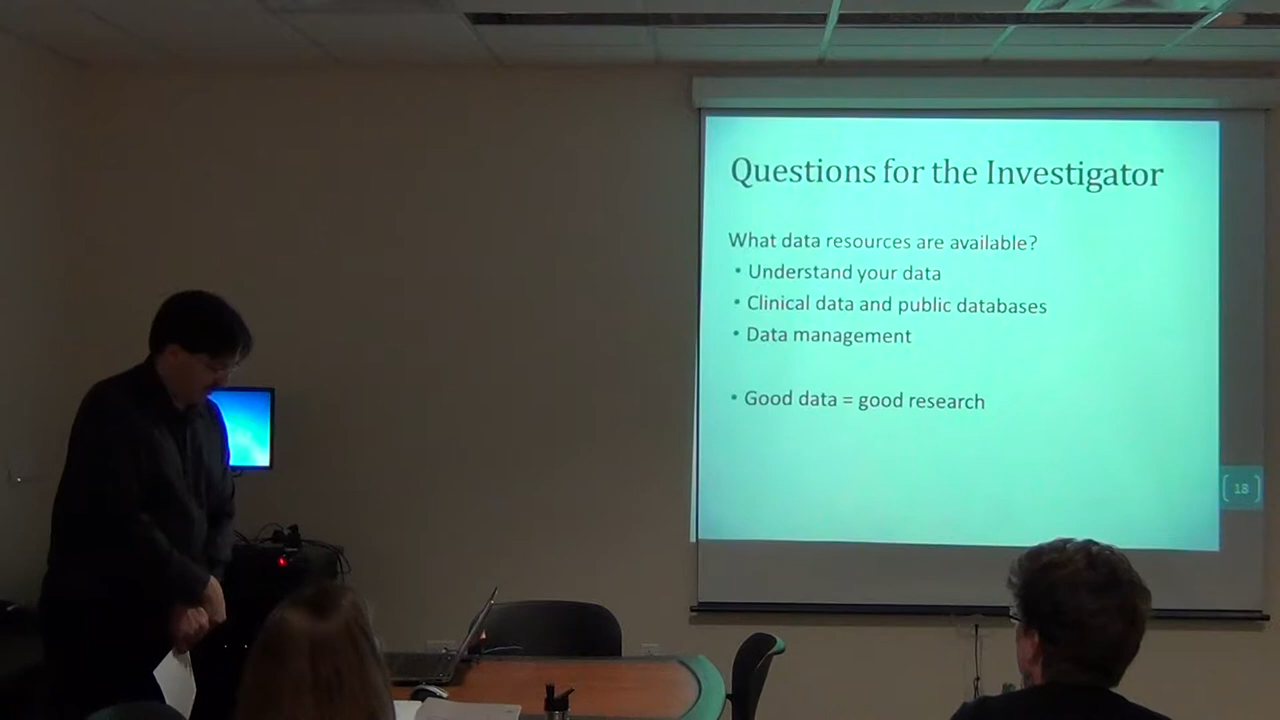 Questions for the Investigator
What data resources are available?
• Understand your data
• Clinical data and public databases
• Data management
• Good data = good research
18